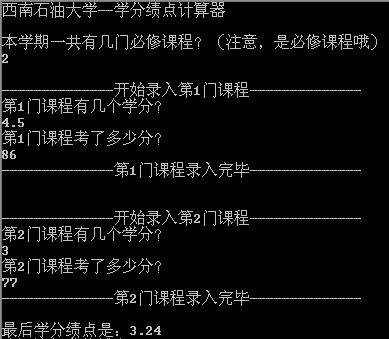 西南石油大学--学分绩点计算器
本学期一共有几门必修课程？（注意，是必修课程哦）
2
--------------开始录入第1门课程--------------
第1门课程有几个学分？
4.5
第1门课程考了多少分？
86
--------------第1门课程录入完毕--------------
--------------开始录入第2门课程--------------
第2门课程有几个学分？
3
第2门课程考了多少分？
77
--------------第2门课程录入完毕--------------
最后学分绩点是：3.24